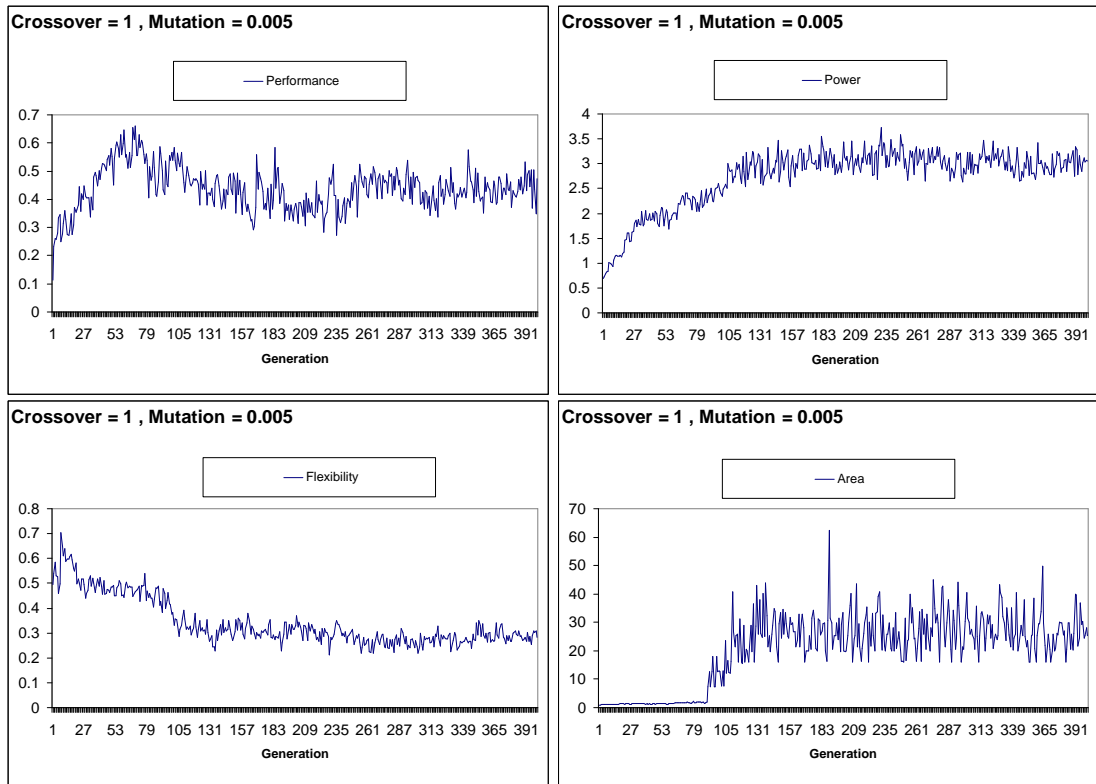 Crossover = 1 , Mutation = 0.005
Performance
0.7
0.6
0.5
0.4
0.3
0.2
0.1
0
1 27 53 79 105 131 157 183 209 235 261 287 313 339 365 391
Generation
Crossover = 1 , Mutation = 0.005
Power
4
3.5
3
2.5
2
1.5
1
0.5
0
1 27 53 79 105 131 157 183 209 235 261 287 313 339 365 391
Generation
Crossover = 1 , Mutation = 0.005
Flexibility
0.8
0.7
0.6
0.5
0.4
0.3
0.2
0.1
0
1 27 53 79 105 131 157 183 209 235 261 287 313 339 365 391
Generation
Crossover = 1 , Mutation = 0.005
Area
70
60
50
40
30
20
10
0
1 27 53 79 105 131 157 183 209 235 261 287 313 339 365 391
Generation